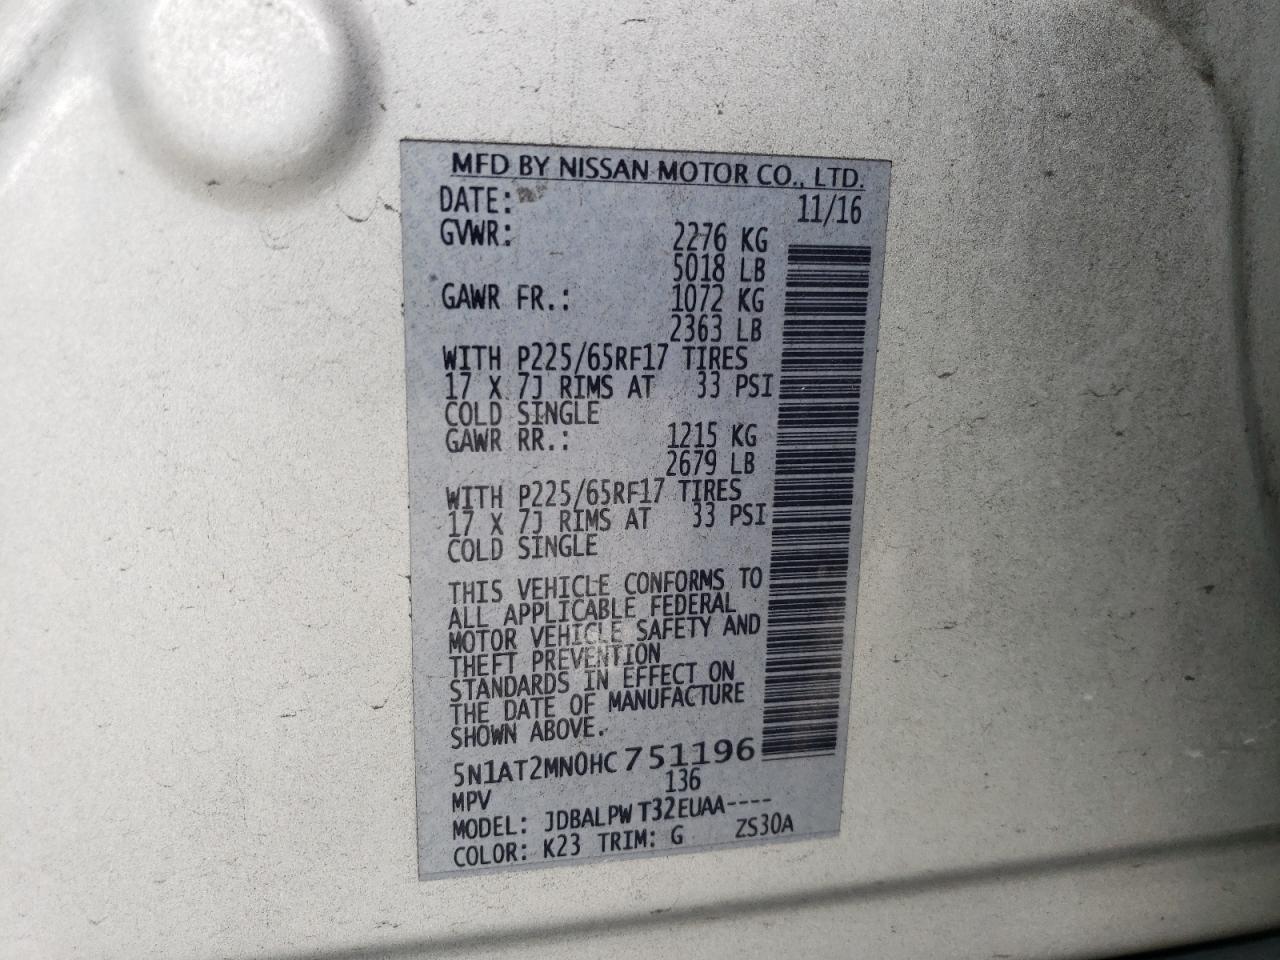 MFD BY NISSAN MOTOR CO., LTD.
DATE: 11/16
GVWR: 2276 KG
5018 LB
GAWR FR.: 1072 KG
2363 LB
WITH P225/65RF17 TIRES
17 X 7J RIMS AT 33 PSI
COLD SINGLE
GAWR RR.: 1215 KG
2679 LB
WITH P225/65RF17 TIRES
17 X 7J RIMS AT 33 PSI
COLD SINGLE
THIS VEHICLE CONFORMS TO
ALL APPLICABLE FEDERAL
MOTOR VEHICLE SAFETY AND
THEFT PREVENTION
STANDARDS IN EFFECT ON
THE DATE OF MANUFACTURE
SHOWN ABOVE.
5N1AT2MN0HC751196
MPV 136
MODEL: JDBALPW T32EUAA----
COLOR: K23 TRIM: G ZS30A